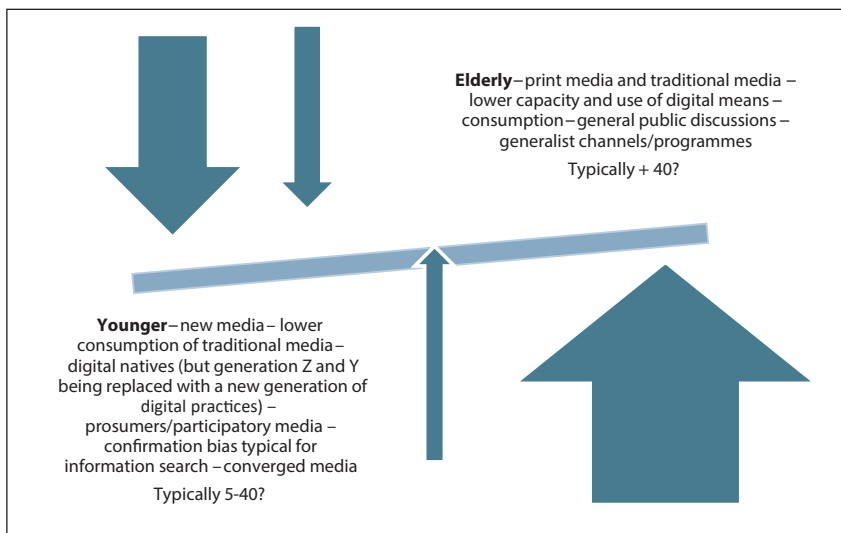 Elderly – print media and traditional media –
lower capacity and use of digital means –
consumption – general public discussions –
generalist channels/programmes
Typically + 40?
Younger – new media – lower
consumption of traditional media –
digital natives (but generation Z and Y
being replaced with a new generation of
digital practices) –
prosumers/participatory media –
confirmation bias typical for
information search – converged media
Typically 5-40?